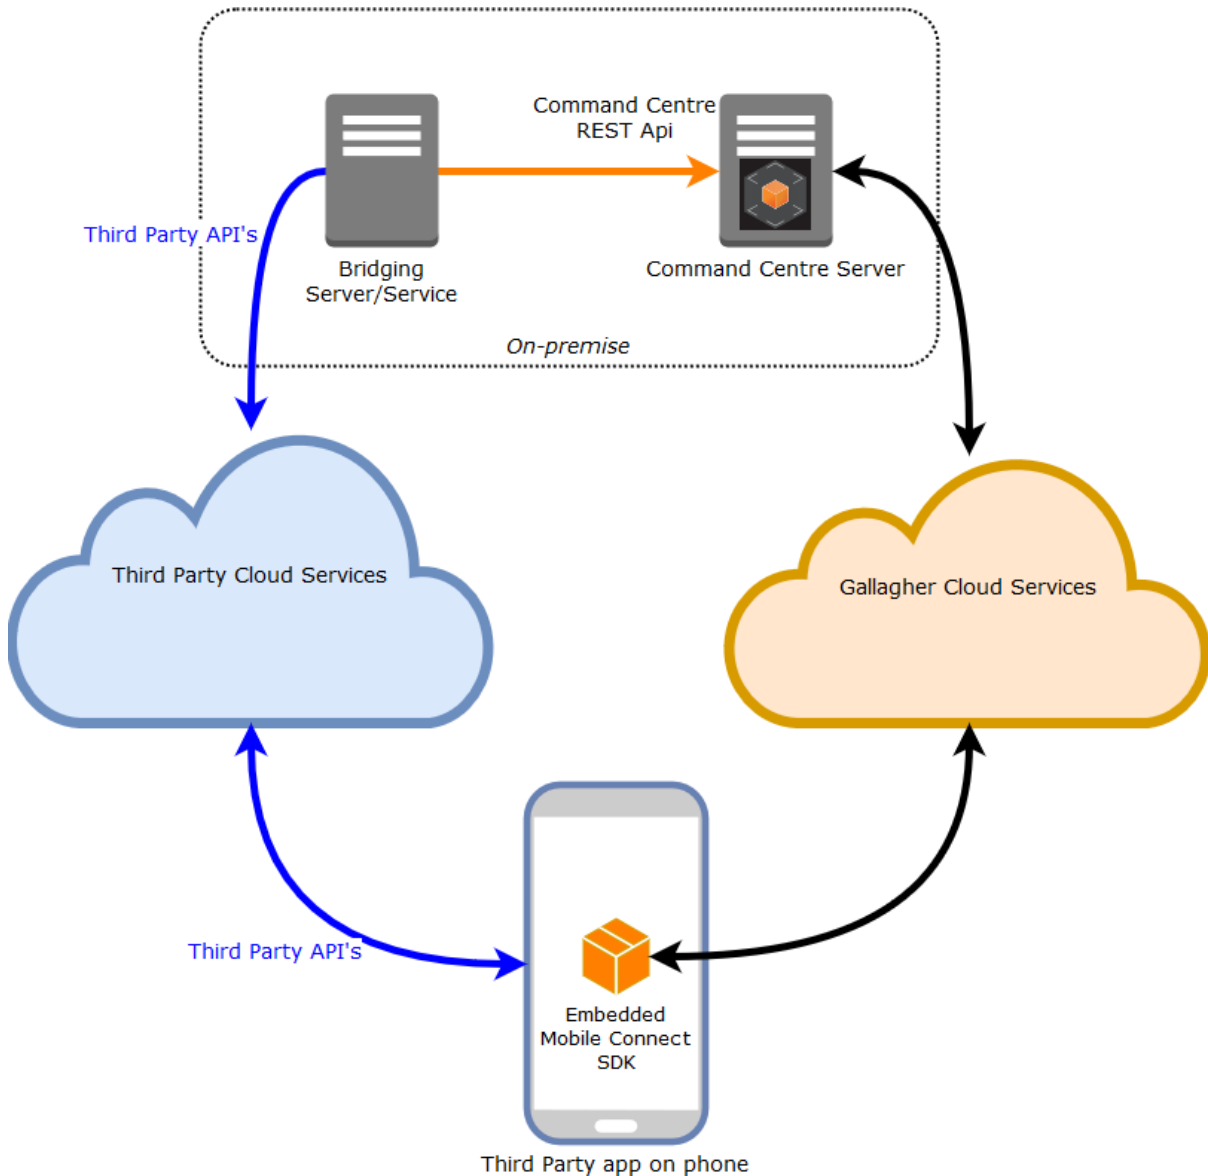 Command Centre
REST Api
Third Party API's
Bridging
Server/Service
Command Centre Server
On-premise
Third Party Cloud Services
Gallagher Cloud Services
Third Party API's
Embedded
Mobile Connect
SDK
Third Party app on phone